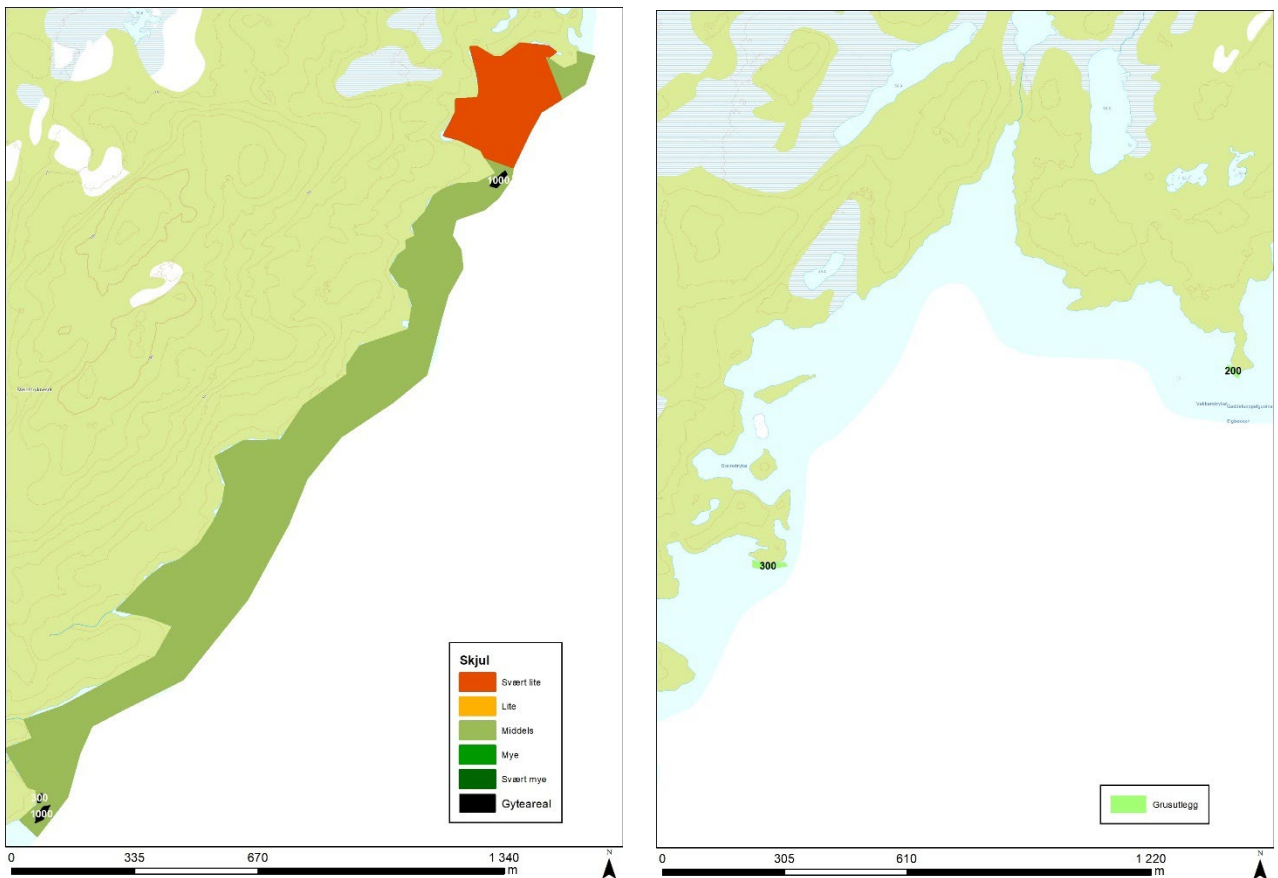 1000
300
1000
Skjul
Svært lite
Lite
Middels
Mye
Svært mye
Gyteareal
0 335 670 1 340
m
N
200
300
Grusutlegg
0 305 610 1 220
m
N